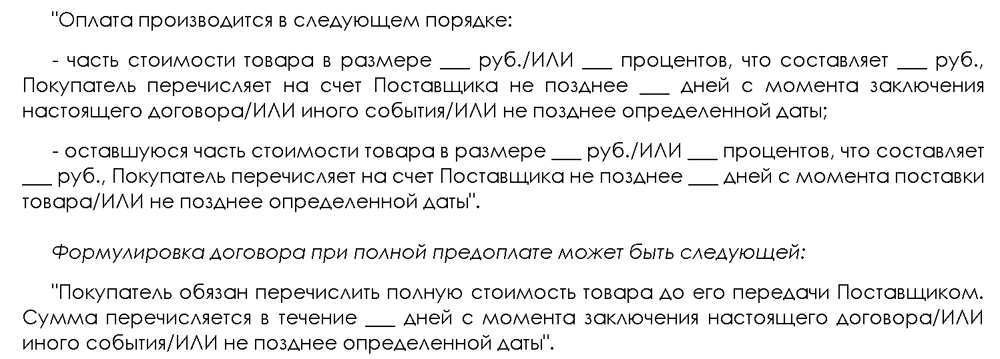 "Оплата производится в следующем порядке:
- часть стоимости товара в размере ___ руб./ИЛИ ___ процентов, что составляет ___ руб.,
Покупатель перечисляет на счет Поставщика не позднее ___ дней с момента заключения
настоящего договора/ИЛИ иного события/ИЛИ не позднее определенной даты;
- оставшуюся часть стоимости товара в размере ___ руб./ИЛИ ___ процентов, что составляет
___ руб., Покупатель перечисляет на счет Поставщика не позднее ___ дней с момента поставки
товара/ИЛИ не позднее определенной даты".
Формулировка договора при полной предоплате может быть следующей:
"Покупатель обязан перечислить полную стоимость товара до его передачи Поставщиком.
Сумма перечисляется в течение ___ дней с момента заключения настоящего договора/ИЛИ
иного события/ИЛИ не позднее определенной даты".